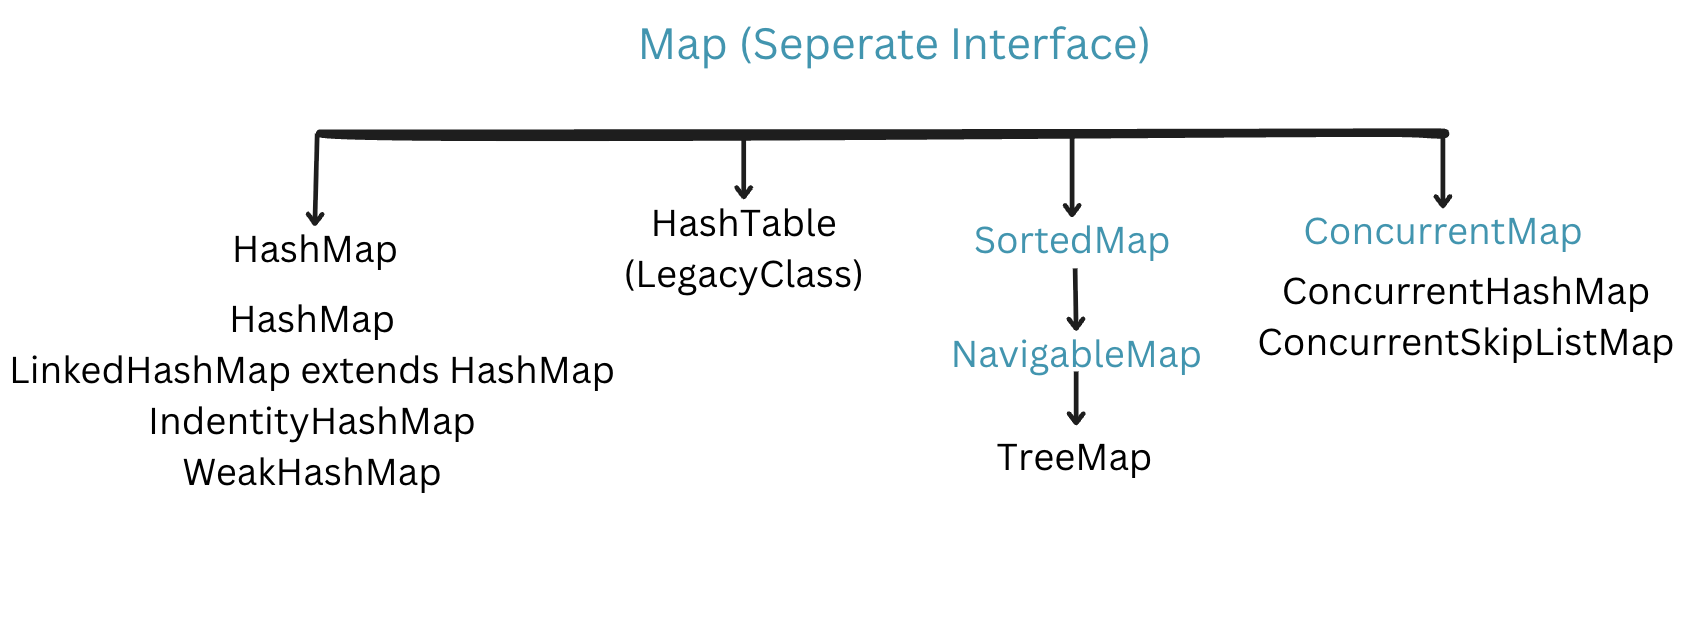 Map (Seperate Interface)
HashMap
HashMap
LinkedHashMap extends HashMap
IndentityHashMap
WeakHashMap
HashTable
(LegacyClass)
SortedMap
NavigableMap
TreeMap
ConcurrentMap
ConcurrentHashMap
ConcurrentSkipListMap